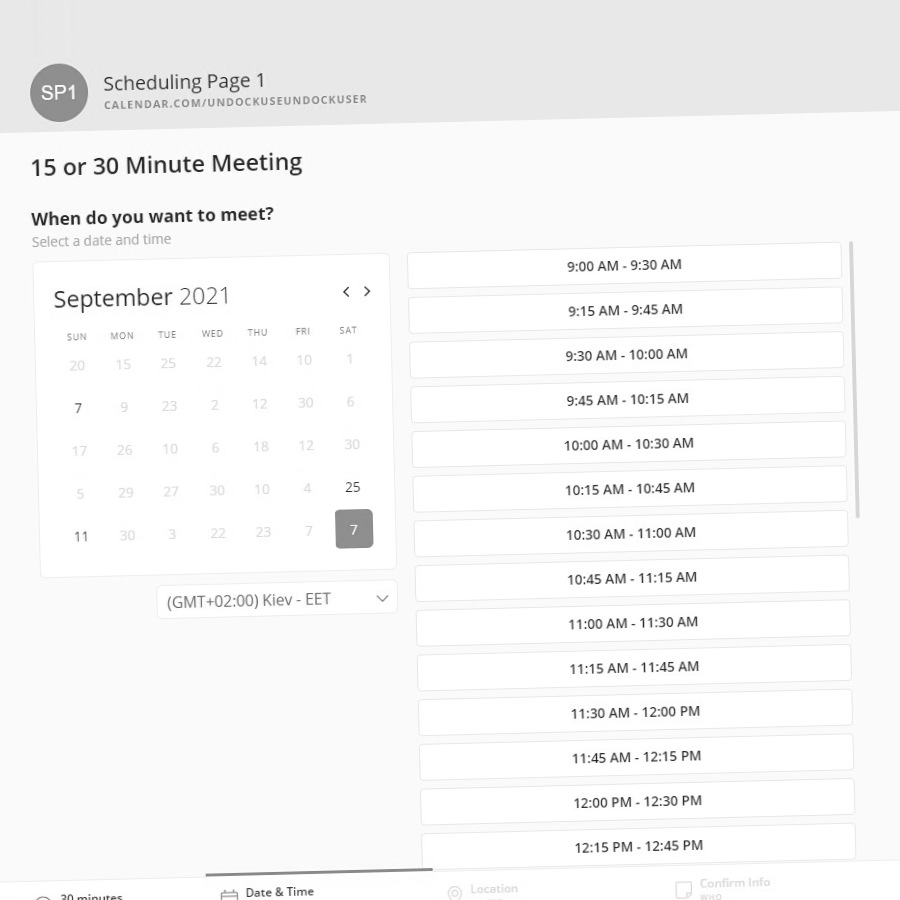 SP1
Scheduling Page 1
CALENDAR.COM/UNDOCKUSEUNDOCKUSER
15 or 30 Minute Meeting
When do you want to meet?
Select a date and time
September 2021
SUN MON TUE WED THU FRI SAT
20 15 25 22 14 10 1
7 9 23 2 12 30 6
17 26 10 6 18 12 30
5 29 27 30 10 4 25
11 30 3 22 23 7 7
(GMT+02:00) Kiev - EET
9:00 AM - 9:30 AM
9:15 AM - 9:45 AM
9:30 AM - 10:00 AM
9:45 AM - 10:15 AM
10:00 AM - 10:30 AM
10:15 AM - 10:45 AM
10:30 AM - 11:00 AM
10:45 AM - 11:15 AM
11:00 AM - 11:30 AM
11:15 AM - 11:45 AM
11:30 AM - 12:00 PM
11:45 AM - 12:15 PM
12:00 PM - 12:30 PM
12:15 PM - 12:45 PM
30 minutes
Date & Time
Location
Confirm Info
WHO